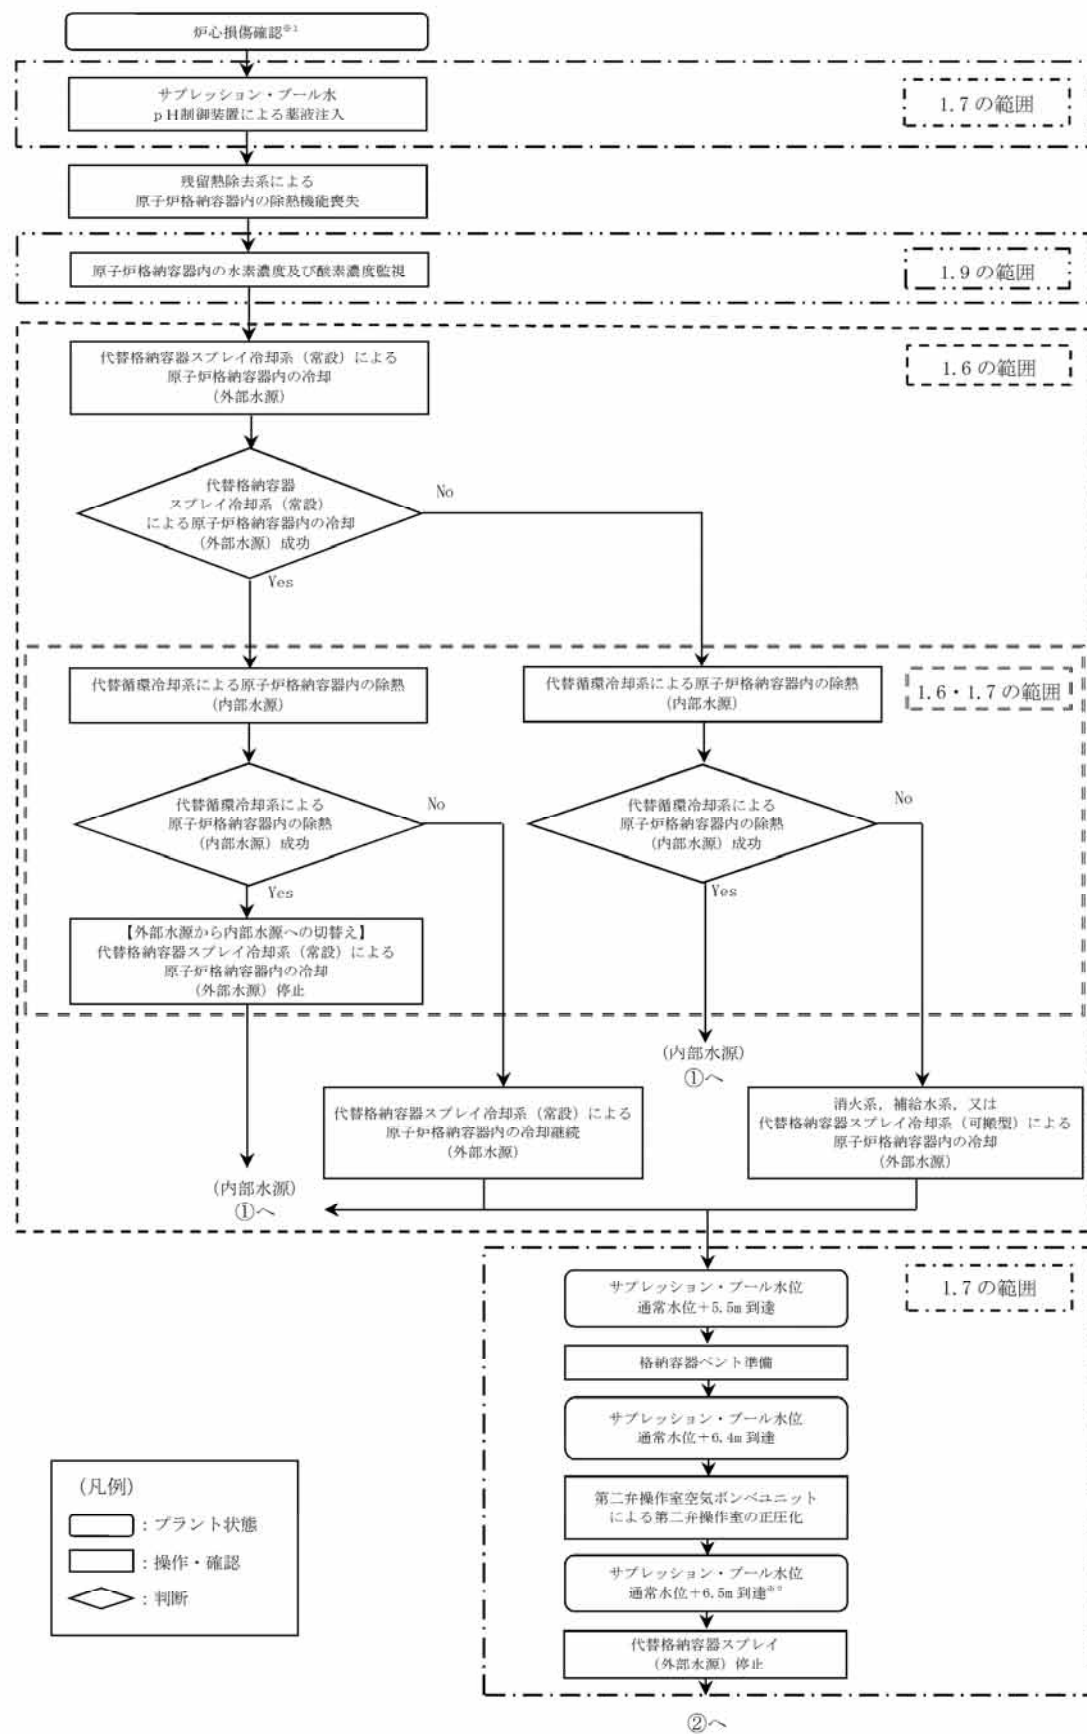 炉心損傷確認※1
サプレッション・プール水
pH制御装置による薬液注入
1.7の範囲
残留熱除去系による
原子炉格納容器内の除熱機能喪失
原子炉格納容器内の水素濃度及び酸素濃度監視
1.9の範囲
代替格納容器スプレイ冷却系(常設)による
原子炉格納容器内の冷却
(外部水源)
1.6の範囲
代替格納容器
スプレイ冷却系(常設)
による原子炉格納容器内の冷却
(外部水源)成功
No
Yes
代替循環冷却系による原子炉格納容器内の除熱
(内部水源)
代替循環冷却系による原子炉格納容器内の除熱
(内部水源)
1.6・1.7の範囲
代替循環冷却系による
原子炉格納容器内の除熱
(内部水源)成功
No
Yes
代替循環冷却系による
原子炉格納容器内の除熱
(内部水源)成功
No
Yes
【外部水源から内部水源への切替え】
代替格納容器スプレイ冷却系(常設)による
原子炉格納容器内の冷却
(外部水源)停止
(内部水源)
①へ
代替格納容器スプレイ冷却系(常設)による
原子炉格納容器内の冷却継続
(外部水源)
消火系,補給水系,又は
代替格納容器スプレイ冷却系(可搬型)による
原子炉格納容器内の冷却
(外部水源)
(内部水源)
①へ
サプレッション・プール水位
通常水位+5.5m到達
1.7の範囲
格納容器ベント準備
サプレッション・プール水位
通常水位+6.4m到達
第二弁操作室空気ボンベユニット
による第二弁操作室の正圧化
サプレッション・プール水位
通常水位+6.5m到達
代替格納容器スプレイ
(外部水源)停止
②へ
(凡例)
:プラント状態
:操作・確認
:判断